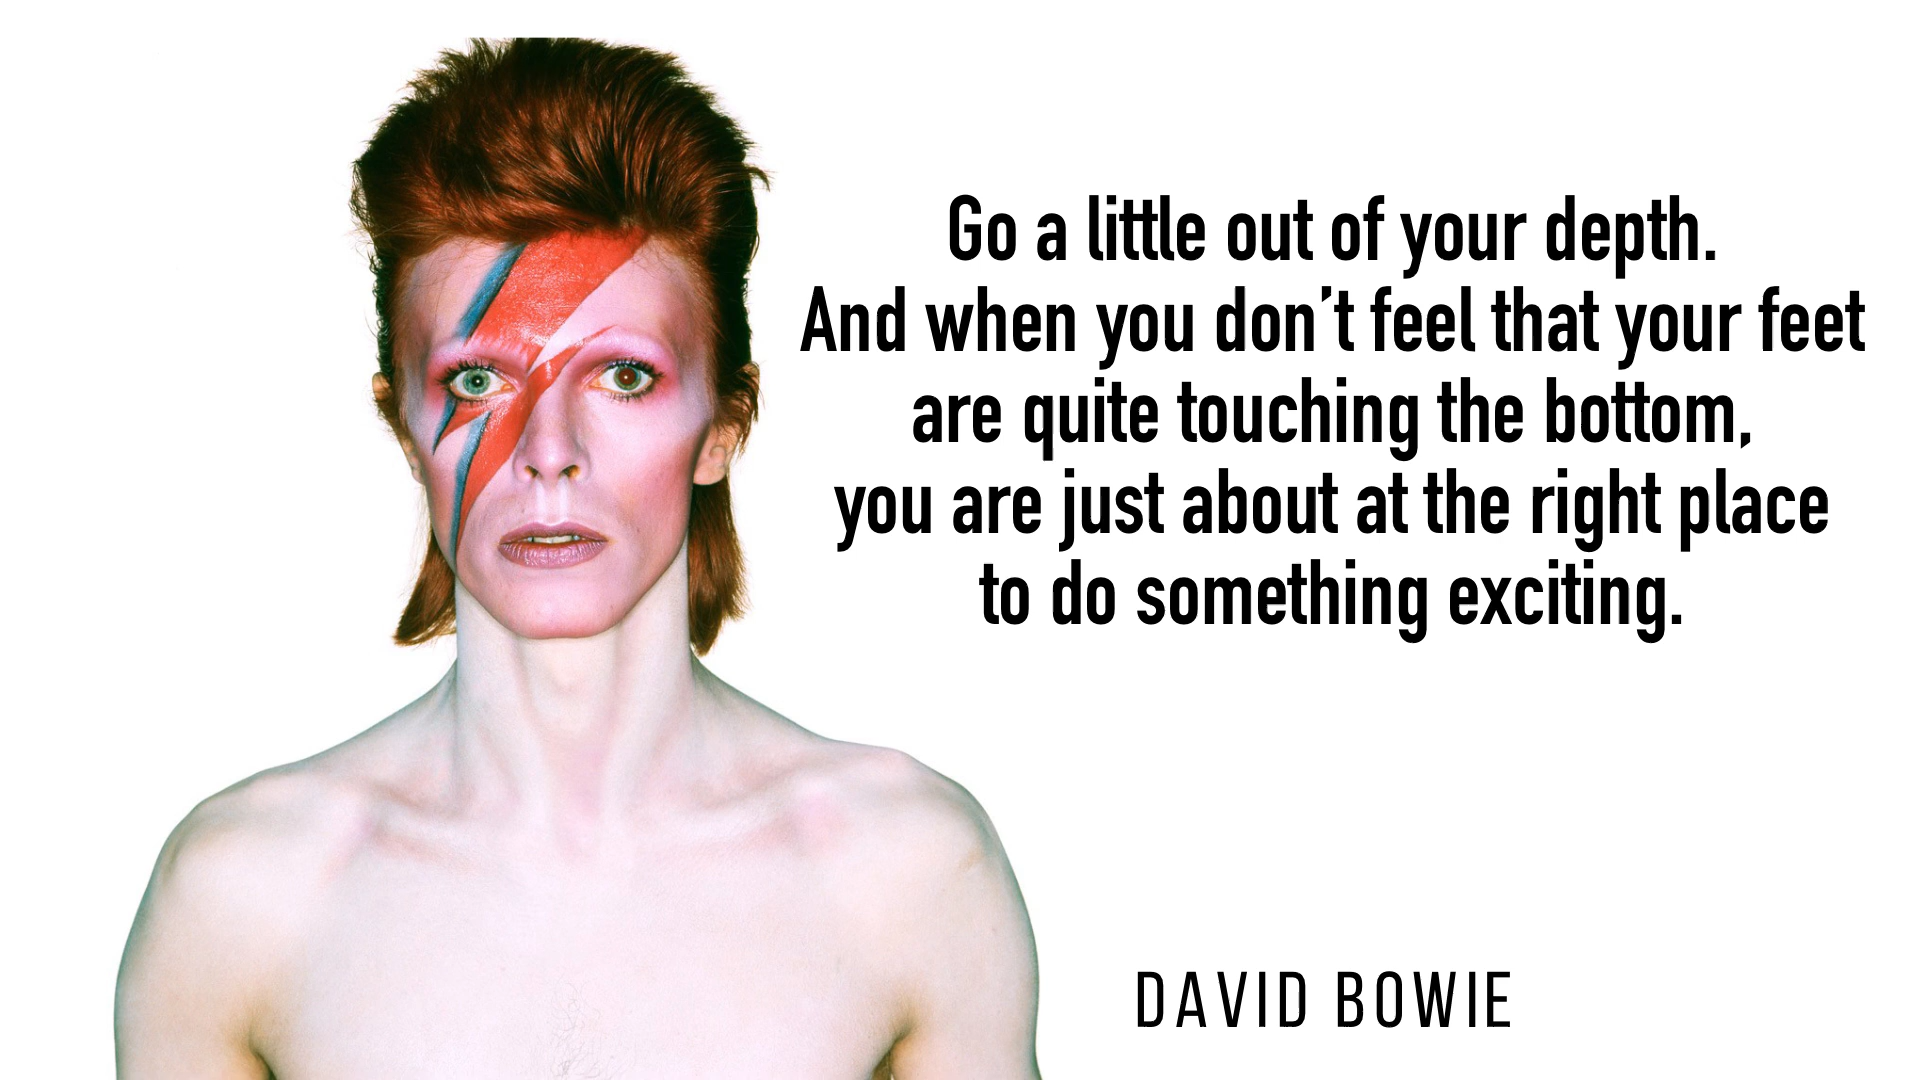 Go a little out of your depth.
And when you don’t feel that your feet
are quite touching the bottom,
you are just about at the right place
to do something exciting.
DAVID BOWIE